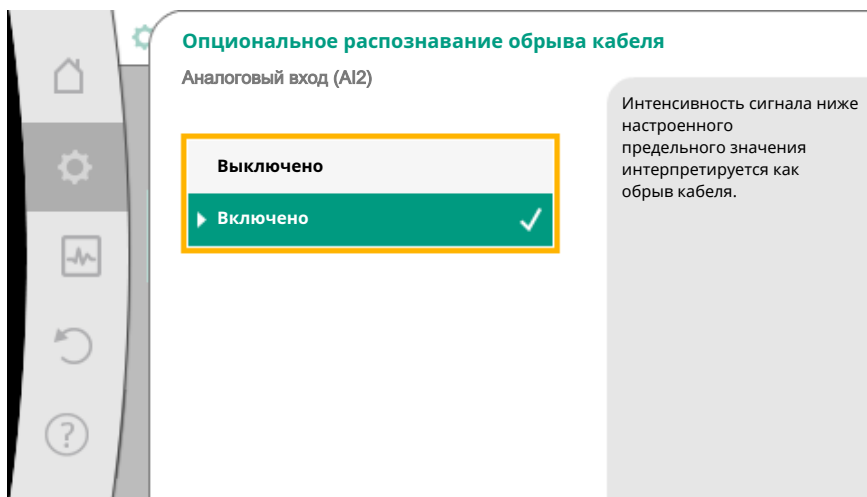 Опциональное распознавание обрыва кабеля
Аналоговый вход (AI2)
Выключено
Включено
Интенсивность сигнала ниже
настроенного
предельного значения
интерпретируется как
обрыв кабеля.
?